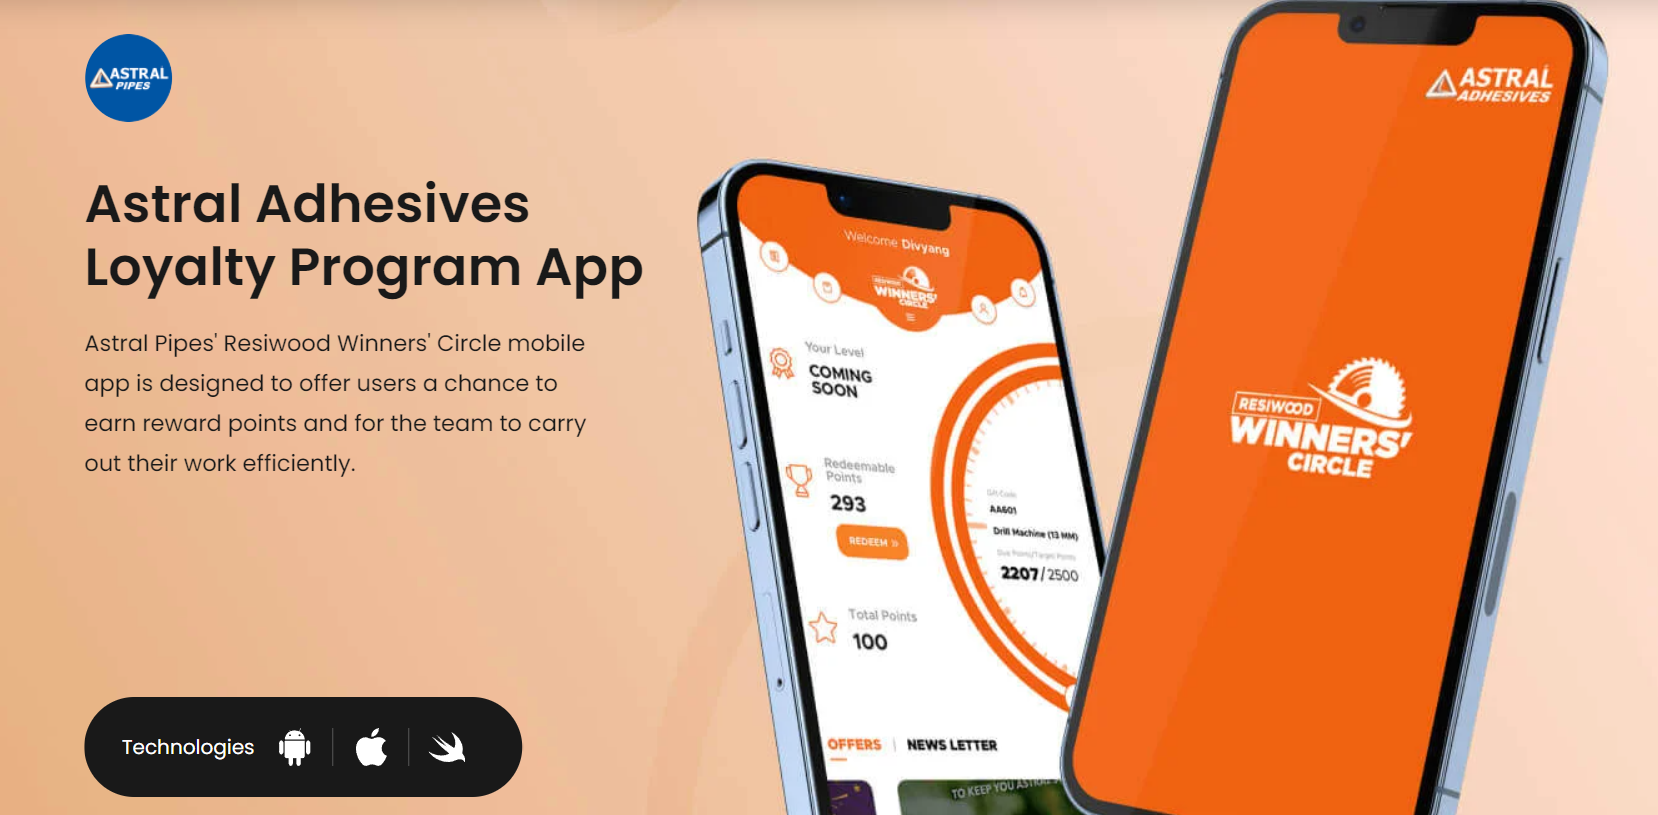 ASTRAL
PIPES
Astral Adhesives
Loyalty Program App
Astral Pipes' Resiwood Winners' Circle mobile
app is designed to offer users a chance to
earn reward points and for the team to carry
out their work efficiently.
Technologies
Welcome Divyang
RESIWOOD
WINNERS'
CIRCLE
Your Level
COMING
SOON
Redeemable
Points
293
REDEEM »
Total Points
100
Gift Code
AA601
Drill Machine (13 MM)
Due Points/Target Points
2207/2500
OFFERS | NEWS LETTER
TO KEEP YOU ASTRAL
ASTRAL
ADHESIVES
RESIWOOD
WINNERS'
CIRCLE